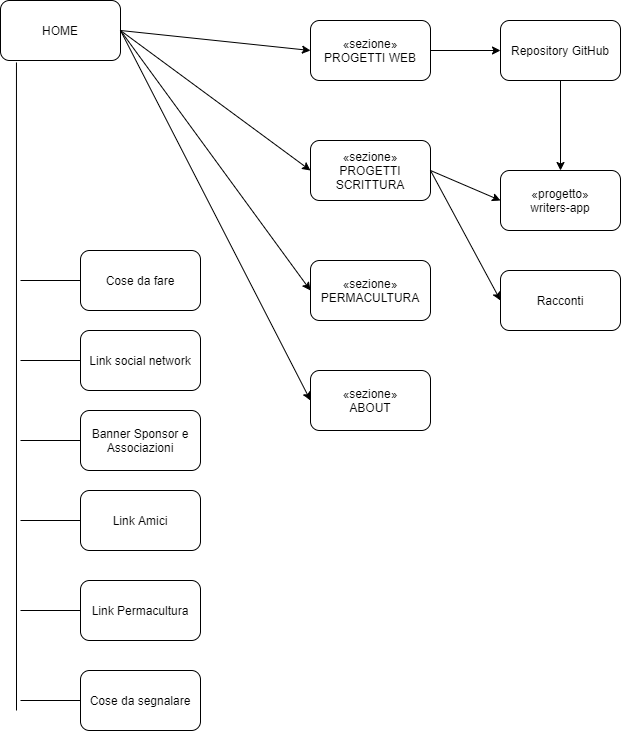 HOME
«sezione»
PROGETTI WEB
Repository GitHub
«sezione»
PROGETTI
SCRITTURA
«progetto»
writers-app
«sezione»
PERMACULTURA
Racconti
«sezione»
ABOUT
Cose da fare
Link social network
Banner Sponsor e
Associazioni
Link Amici
Link Permacultura
Cose da segnalare